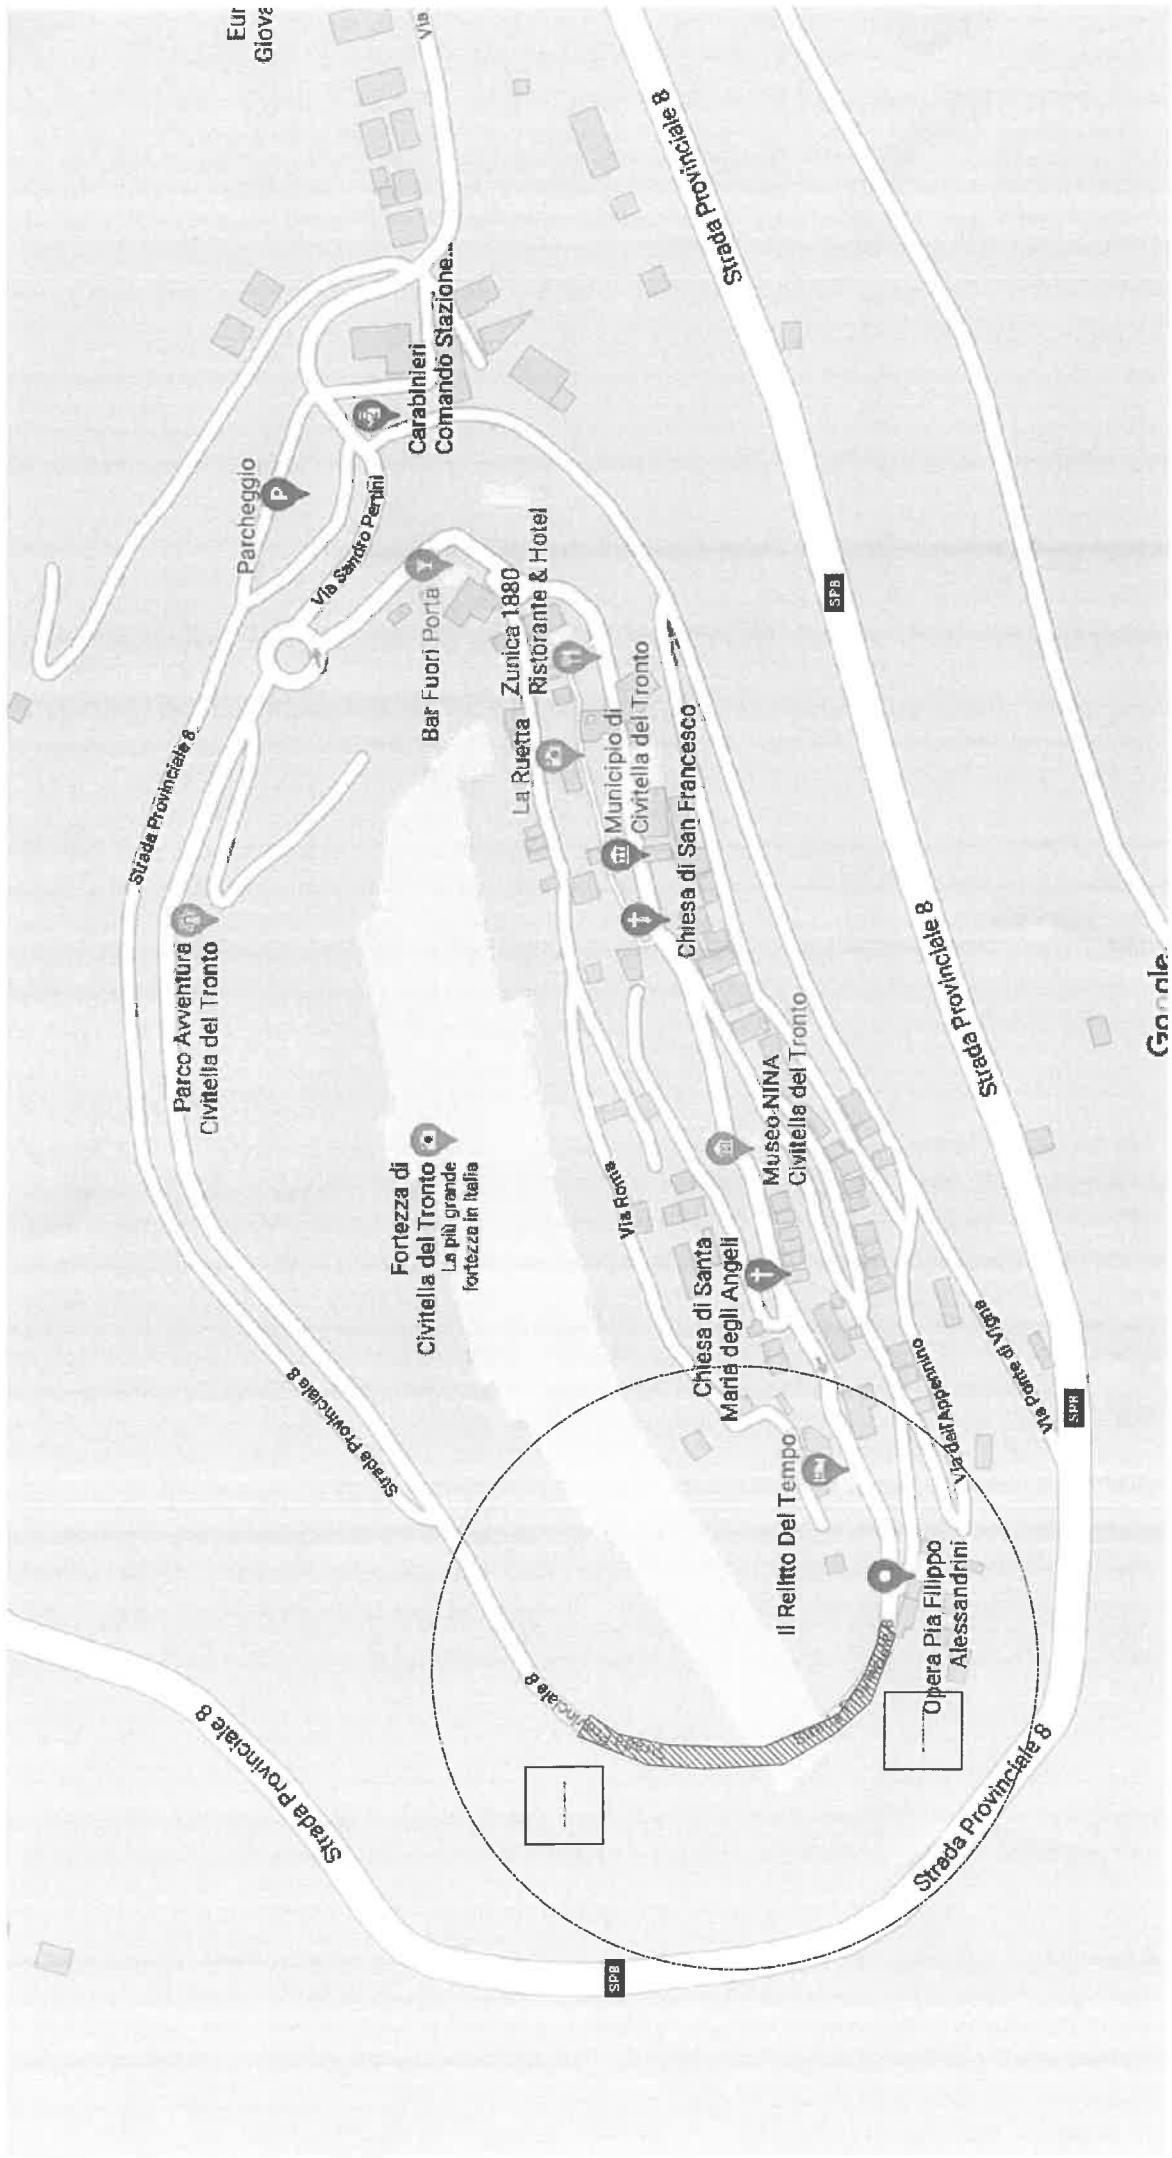 Eur
Giova
Via
Strada Provinciale 8
Carabinieri
Comando Stazione...
Parcheggio
P
Via Sandro Pertini
Bar Fuori Porta
Zunica 1880
Ristorante & Hotel
La Ruetta
Municipio di
Civitella del Tronto
Chiesa di San Francesco
SP8
Strada Provinciale 8
Parco Avventura
Civitella del Tronto
Strada Provinciale 8
Google
Fortezza di
Civitella del Tronto
La più grande
fortezza in Italia
Museo NINA
Civitella del Tronto
Via Roma
Chiesa di Santa
Maria degli Angeli
Strada Provinciale 8
Via Ponte di Vigne
Via dell'Appennino
SP8
Il Relitto Del Tempo
Opera Pia Filippo
Alessandrini
Strada Provinciale 8
Strada Provinciale 8
SP8